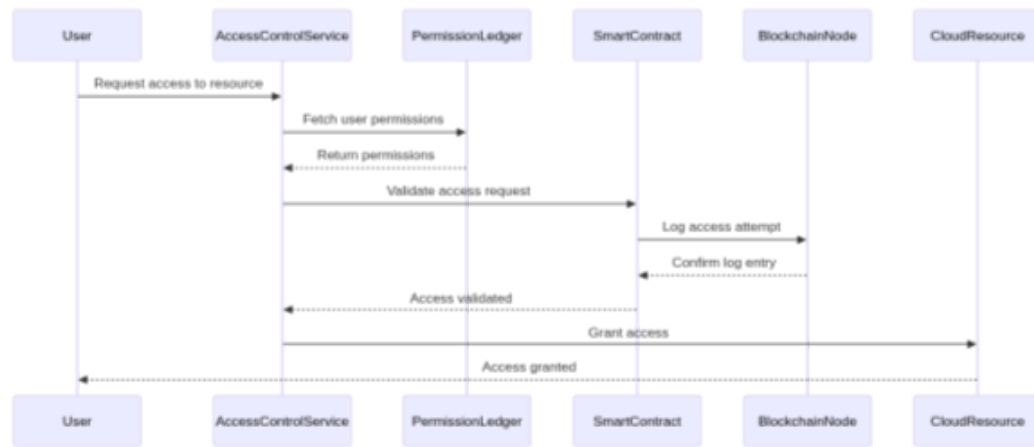 User AccessControlService PermissionLedger SmartContract BlockchainNode CloudResource
Request access to resource
Fetch user permissions
Return permissions
Validate access request
Log access attempt
Confirm log entry
Access validated
Grant access
Access granted
User AccessControlService PermissionLedger SmartContract BlockchainNode CloudResource